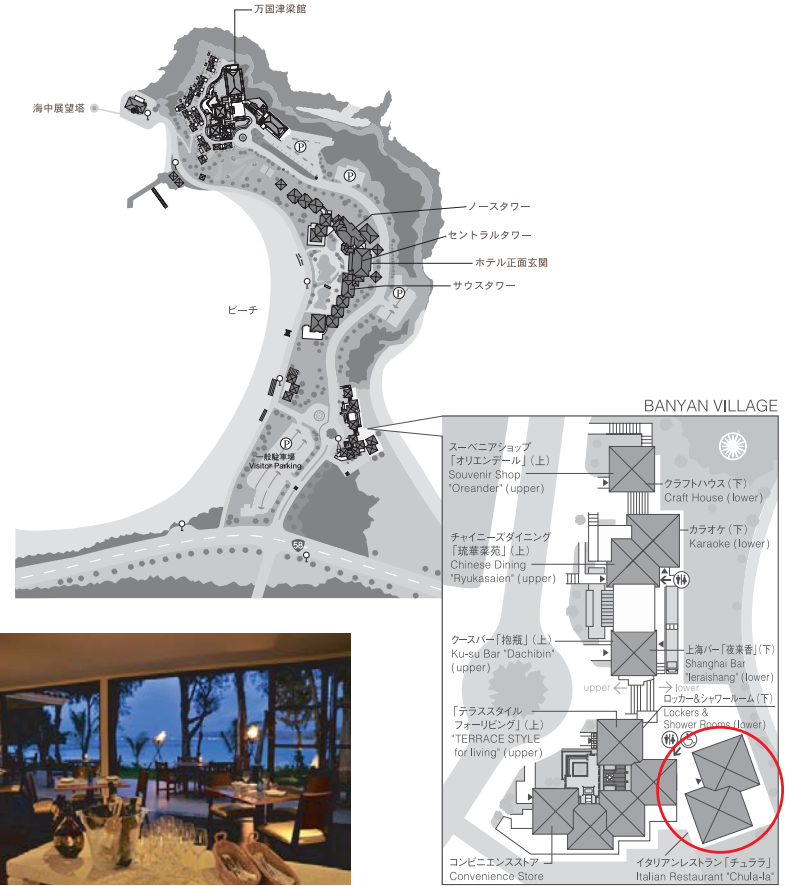 万国津梁館
海中展望塔
Ⓟ
Ⓟ
ノースタワー
セントラルタワー
ホテル正面玄関
サウスタワー
Ⓟ
ビーチ
Ⓟ
一般駐車場
Visitor Parking
58
BANYAN VILLAGE
スーベニアショップ
「オリエンデール」(上)
Souvenir Shop
"Oreander" (upper)
クラフトハウス(下)
Craft House (lower)
カラオケ(下)
Karaoke (lower)
チャイニーズダイニング
「琉華菜苑」(上)
Chinese Dining
"Ryukasaien" (upper)
クースバー「抱瓶」(上)
Ku-su Bar "Dachibin"
(upper)
上海バー「夜来香」(下)
Shanghai Bar
"Ieraishang" (lower)
upper
lower
ロッカー&シャワールーム(下)
Lockers &
Shower Rooms (lower)
「テラススタイル
フォーリビング」(上)
"TERRACE STYLE
for living" (upper)
コンビニエンスストア
Convenience Store
イタリアンレストラン「チュララ」
Italian Restaurant "Chula-la"